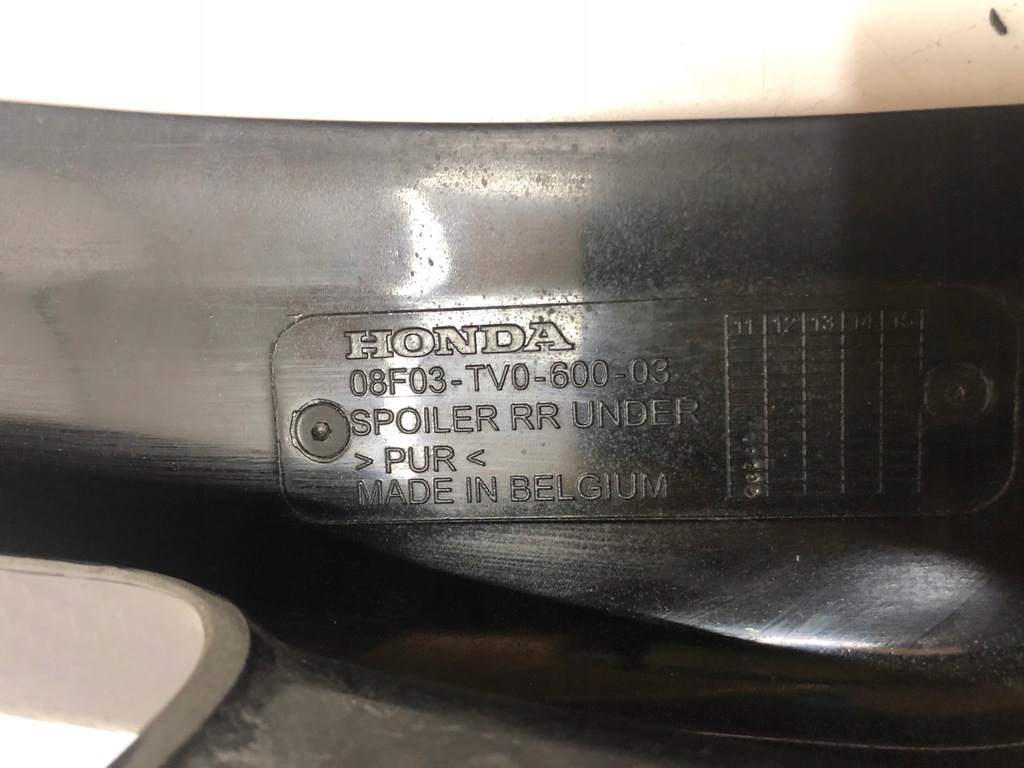 HONDA
08F03-TV0-600-03
SPOILER RR UNDER
> PUR <
MADE IN BELGIUM
11 12 13 14 15